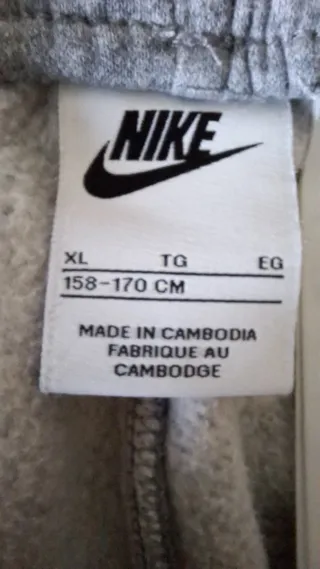 NIKE
XL TG EG
158-170 CM
MADE IN CAMBODIA
FABRIQUE AU
CAMBODGE